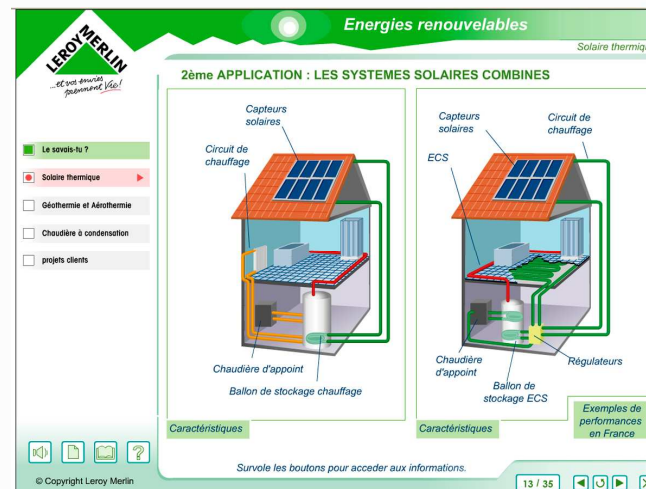 LEROY MERLIN
...et vos envies
prennent Vie!
Energies renouvelables
Solaire thermiqu
2ème APPLICATION : LES SYSTEMES SOLAIRES COMBINES
Le savais-tu ?
Solaire thermique
Géothermie et Aérothermie
Chaudière à condensation
projets clients
Capteurs
solaires
Circuit de
chauffage
Chaudière d'appoint
Ballon de stockage chauffage
Caractéristiques
Capteurs
solaires
Circuit de
chauffage
ECS
Chaudière
d'appoint
Régulateurs
Ballon de
stockage ECS
Caractéristiques
Exemples de
performances
en France
?
Survole les boutons pour acceder aux informations.
© Copyright Leroy Merlin
13 / 35